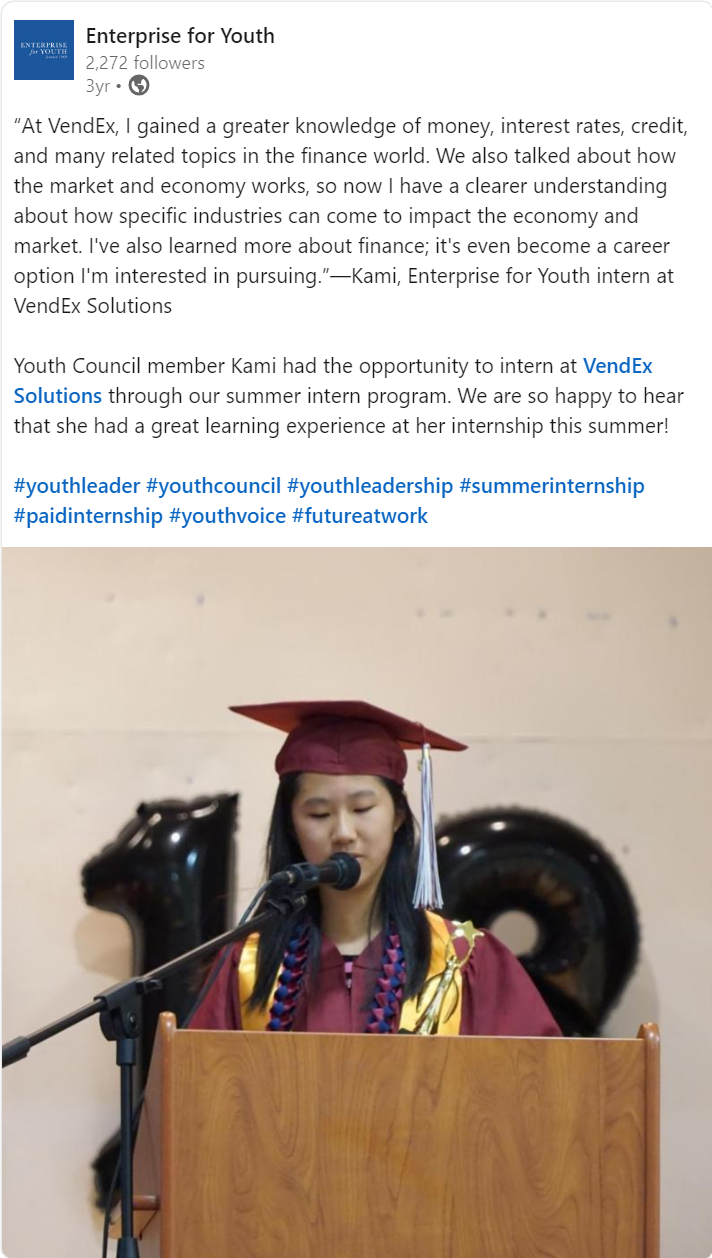 ENTERPRISE
for YOUTH
Enterprise for Youth
2,272 followers
3yr •
“At VendEx, I gained a greater knowledge of money, interest rates, credit,
and many related topics in the finance world. We also talked about how
the market and economy works, so now I have a clearer understanding
about how specific industries can come to impact the economy and
market. I've also learned more about finance; it's even become a career
option I'm interested in pursuing.”—Kami, Enterprise for Youth intern at
VendEx Solutions
Youth Council member Kami had the opportunity to intern at VendEx
Solutions through our summer intern program. We are so happy to hear
that she had a great learning experience at her internship this summer!
#youthleader #youthcouncil #youthleadership #summerinternship
#paidinternship #youthvoice #futureatwork